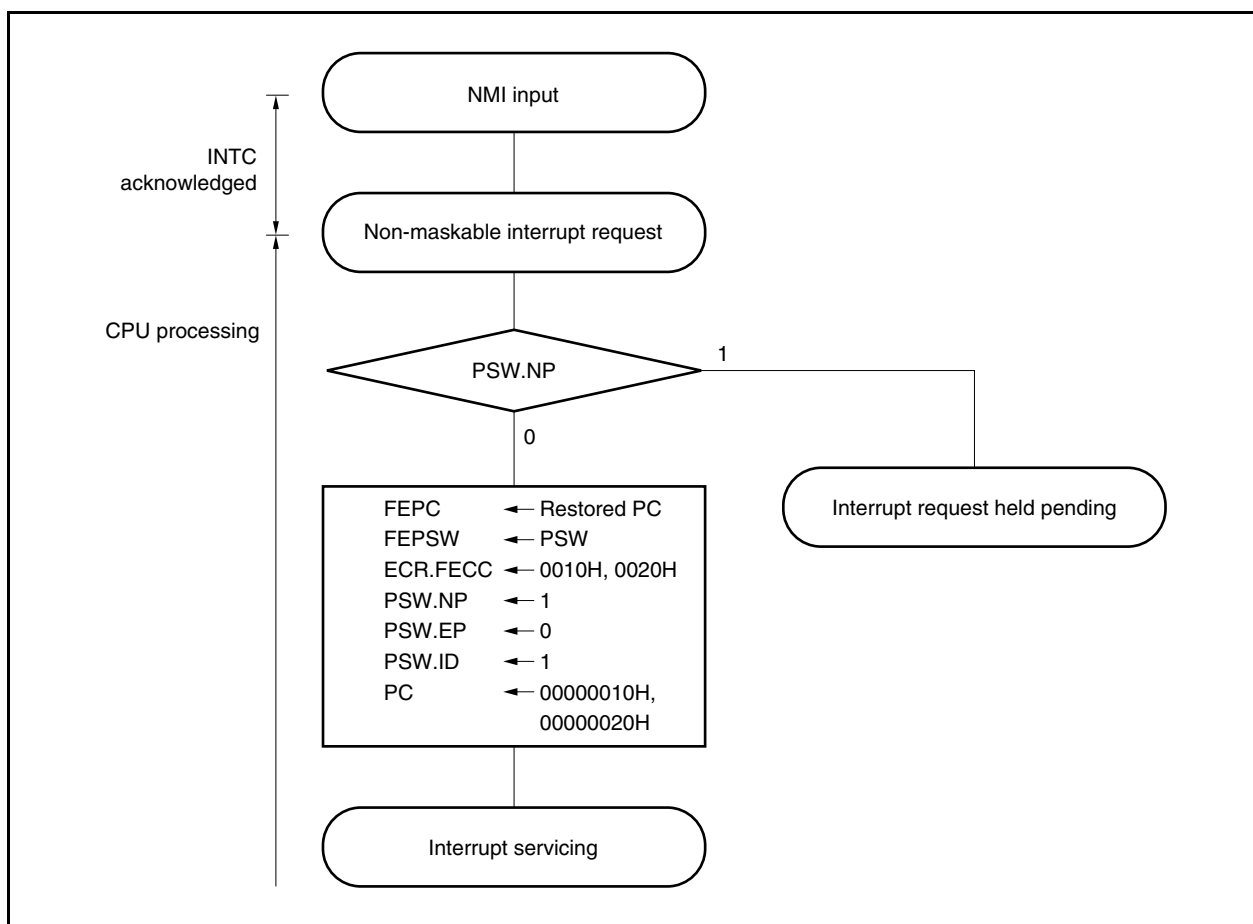 NMI input
INTC
acknowledged
Non-maskable interrupt request
CPU processing
PSW.NP
1
0
FEPC ← Restored PC
FEPSW ← PSW
ECR.FECC ← 0010H, 0020H
PSW.NP ← 1
PSW.EP ← 0
PSW.ID ← 1
PC ← 00000010H,
00000020H
Interrupt request held pending
Interrupt servicing